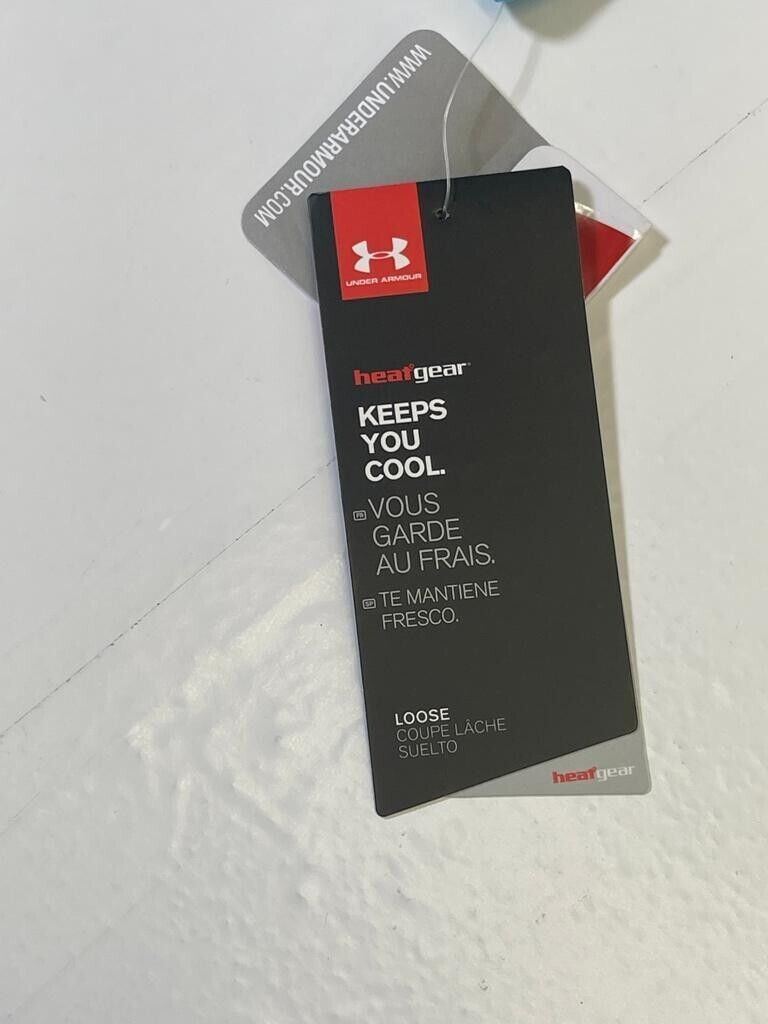 WWW.UNDERARMOUR.COM
UNDER ARMOUR
heatgear
KEEPS
YOU
COOL.
FR VOUS
GARDE
AU FRAIS.
SP TE MANTIENE
FRESCO.
LOOSE
COUPE LÂCHE
SUELTO
heatgear